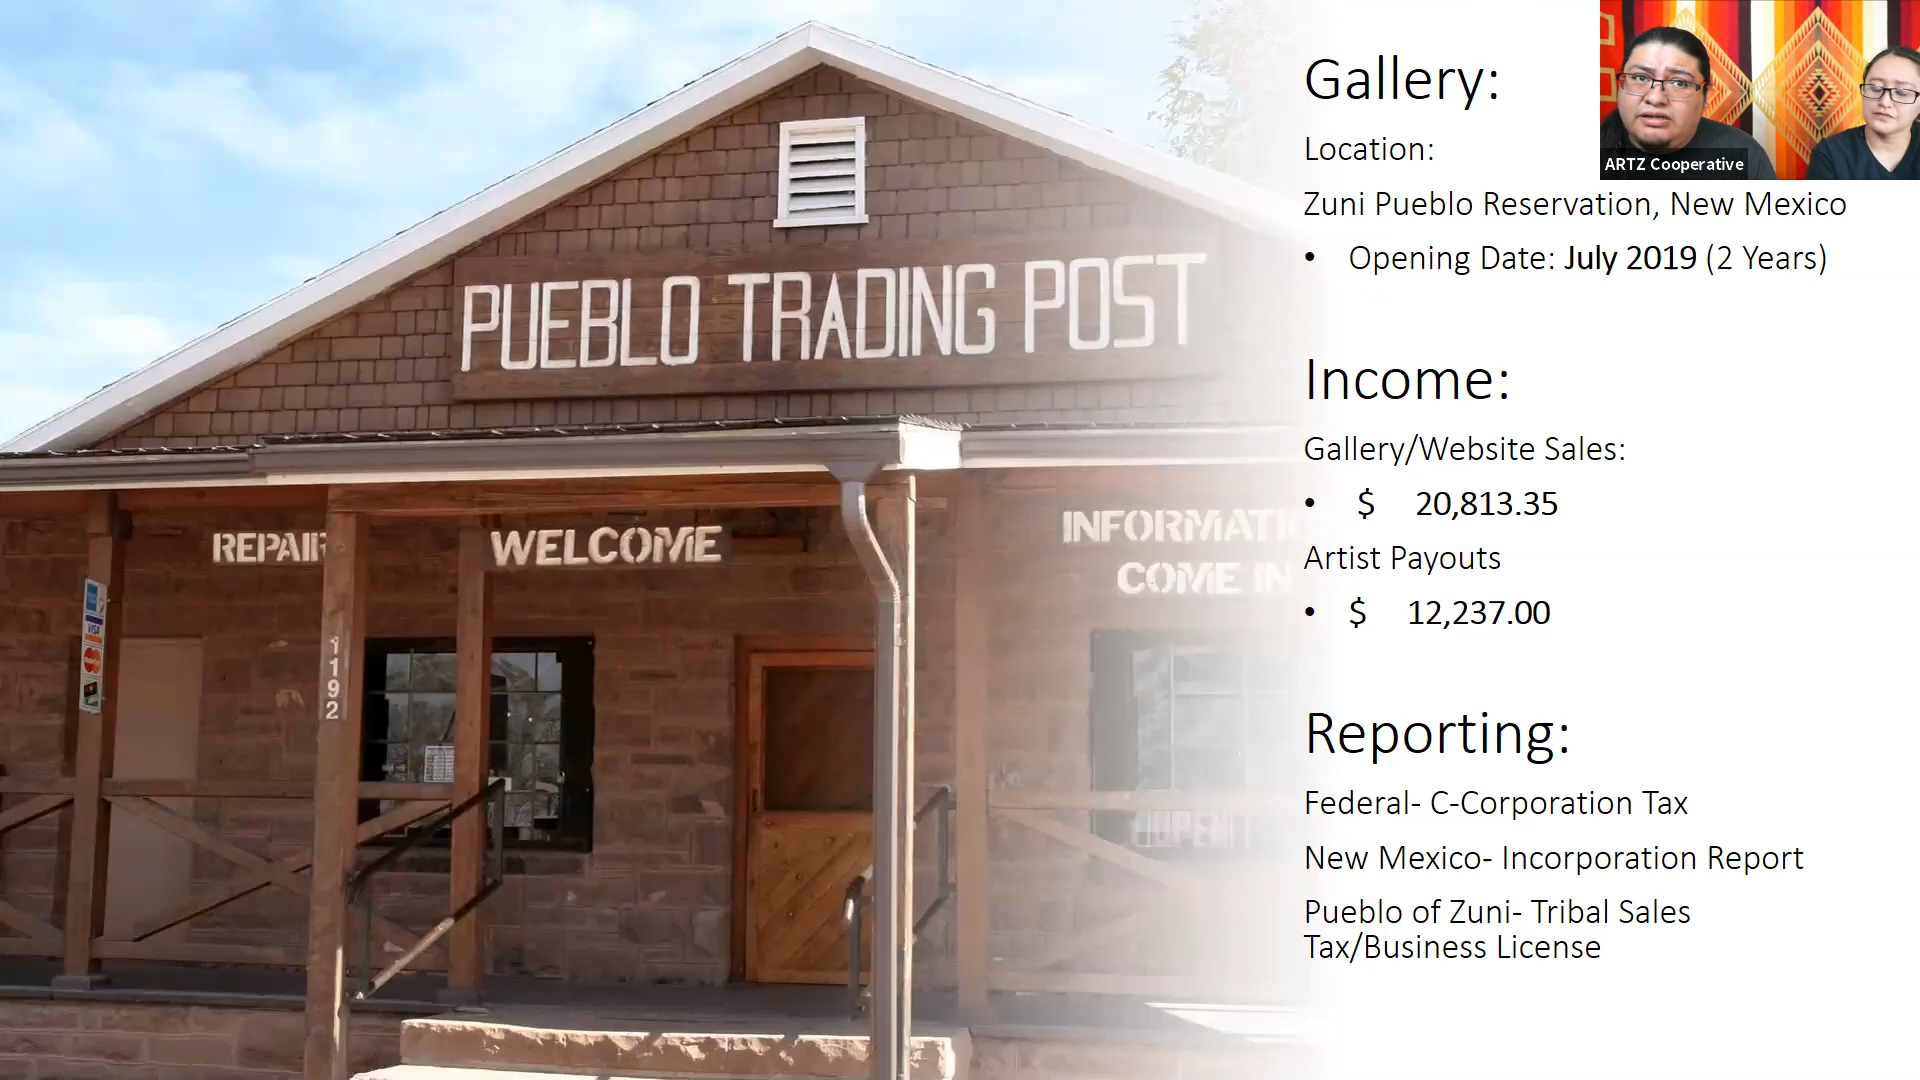 PUEBLO TRADING POST
REPAIR
WELCOME
INFORMATI
COME IN
VISA
1192
Gallery:
Location:
Zuni Pueblo Reservation, New Mexico
• Opening Date: July 2019 (2 Years)
Income:
Gallery/Website Sales:
• $ 20,813.35
Artist Payouts
• $ 12,237.00
Reporting:
Federal- C-Corporation Tax
New Mexico- Incorporation Report
Pueblo of Zuni- Tribal Sales
Tax/Business License
ARTZ Cooperative